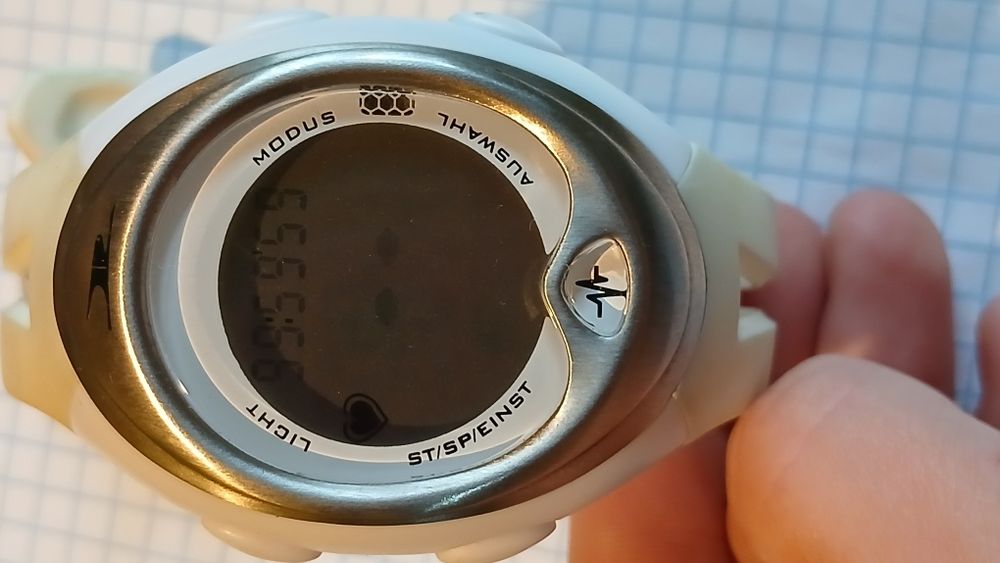 MODUS
AUSWAHL
LICHT
ST/SP/EINST